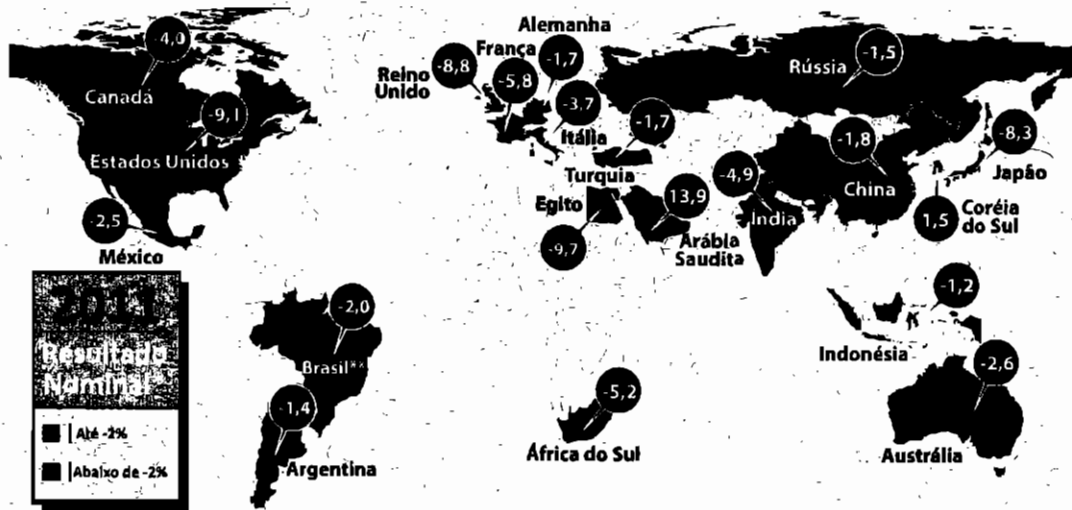 -4,0
Canadá
-9,1
Estados Unidos
-2,5
México
Alemanha
-1,7
França
-5,8
Reino
Unido
-8,8
-3,7
Itália
-1,7
Turquia
Egito
-9,7
13,9
Arábia
Saudita
Rússia
-1,5
-1,8
China
-4,9
Índia
-8,3
Japão
1,5
Coréia
do Sul
-1,2
Indonésia
-2,6
Austrália
-5,2
África do Sul
-2,0
Brasil**
-1,4
Argentina
2011
Resultado
Nominal*
Até -2%
Abaixo de -2%